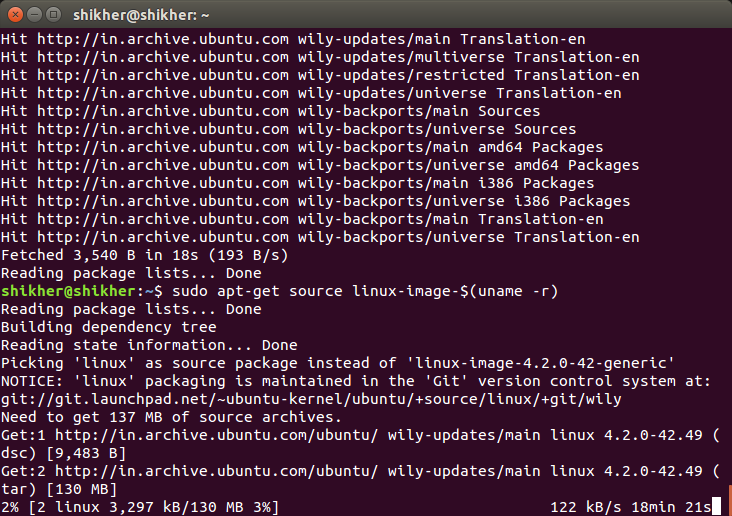 shikher@shikher: ~
Hit http://in.archive.ubuntu.com wily-updates/main Translation-en
Hit http://in.archive.ubuntu.com wily-updates/multiverse Translation-en
Hit http://in.archive.ubuntu.com wily-updates/restricted Translation-en
Hit http://in.archive.ubuntu.com wily-updates/universe Translation-en
Hit http://in.archive.ubuntu.com wily-backports/main Sources
Hit http://in.archive.ubuntu.com wily-backports/universe Sources
Hit http://in.archive.ubuntu.com wily-backports/main amd64 Packages
Hit http://in.archive.ubuntu.com wily-backports/universe amd64 Packages
Hit http://in.archive.ubuntu.com wily-backports/main i386 Packages
Hit http://in.archive.ubuntu.com wily-backports/universe i386 Packages
Hit http://in.archive.ubuntu.com wily-backports/main Translation-en
Hit http://in.archive.ubuntu.com wily-backports/universe Translation-en
Fetched 3,540 B in 18s (193 B/s)
Reading package lists... Done
shikher@shikher:~$ sudo apt-get source linux-image-$(uname -r)
Reading package lists... Done
Building dependency tree
Reading state information... Done
Picking 'linux' as source package instead of 'linux-image-4.2.0-42-generic'
NOTICE: 'linux' packaging is maintained in the 'Git' version control system at:
git://git.launchpad.net/~ubuntu-kernel/ubuntu/+source/linux/+git/wily
Need to get 137 MB of source archives.
Get:1 http://in.archive.ubuntu.com/ubuntu/ wily-updates/main linux 4.2.0-42.49 (
dsc) [9,483 B]
Get:2 http://in.archive.ubuntu.com/ubuntu/ wily-updates/main linux 4.2.0-42.49 (
tar) [130 MB]
2% [2 linux 3,297 kB/130 MB 3%] 122 kB/s 18min 21s